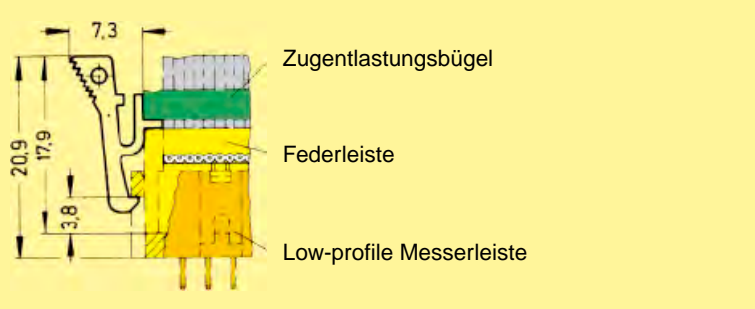 7,3
Zugentlastungsbügel
Federleiste
20,9
17,9
3,8
Low-profile Messerleiste